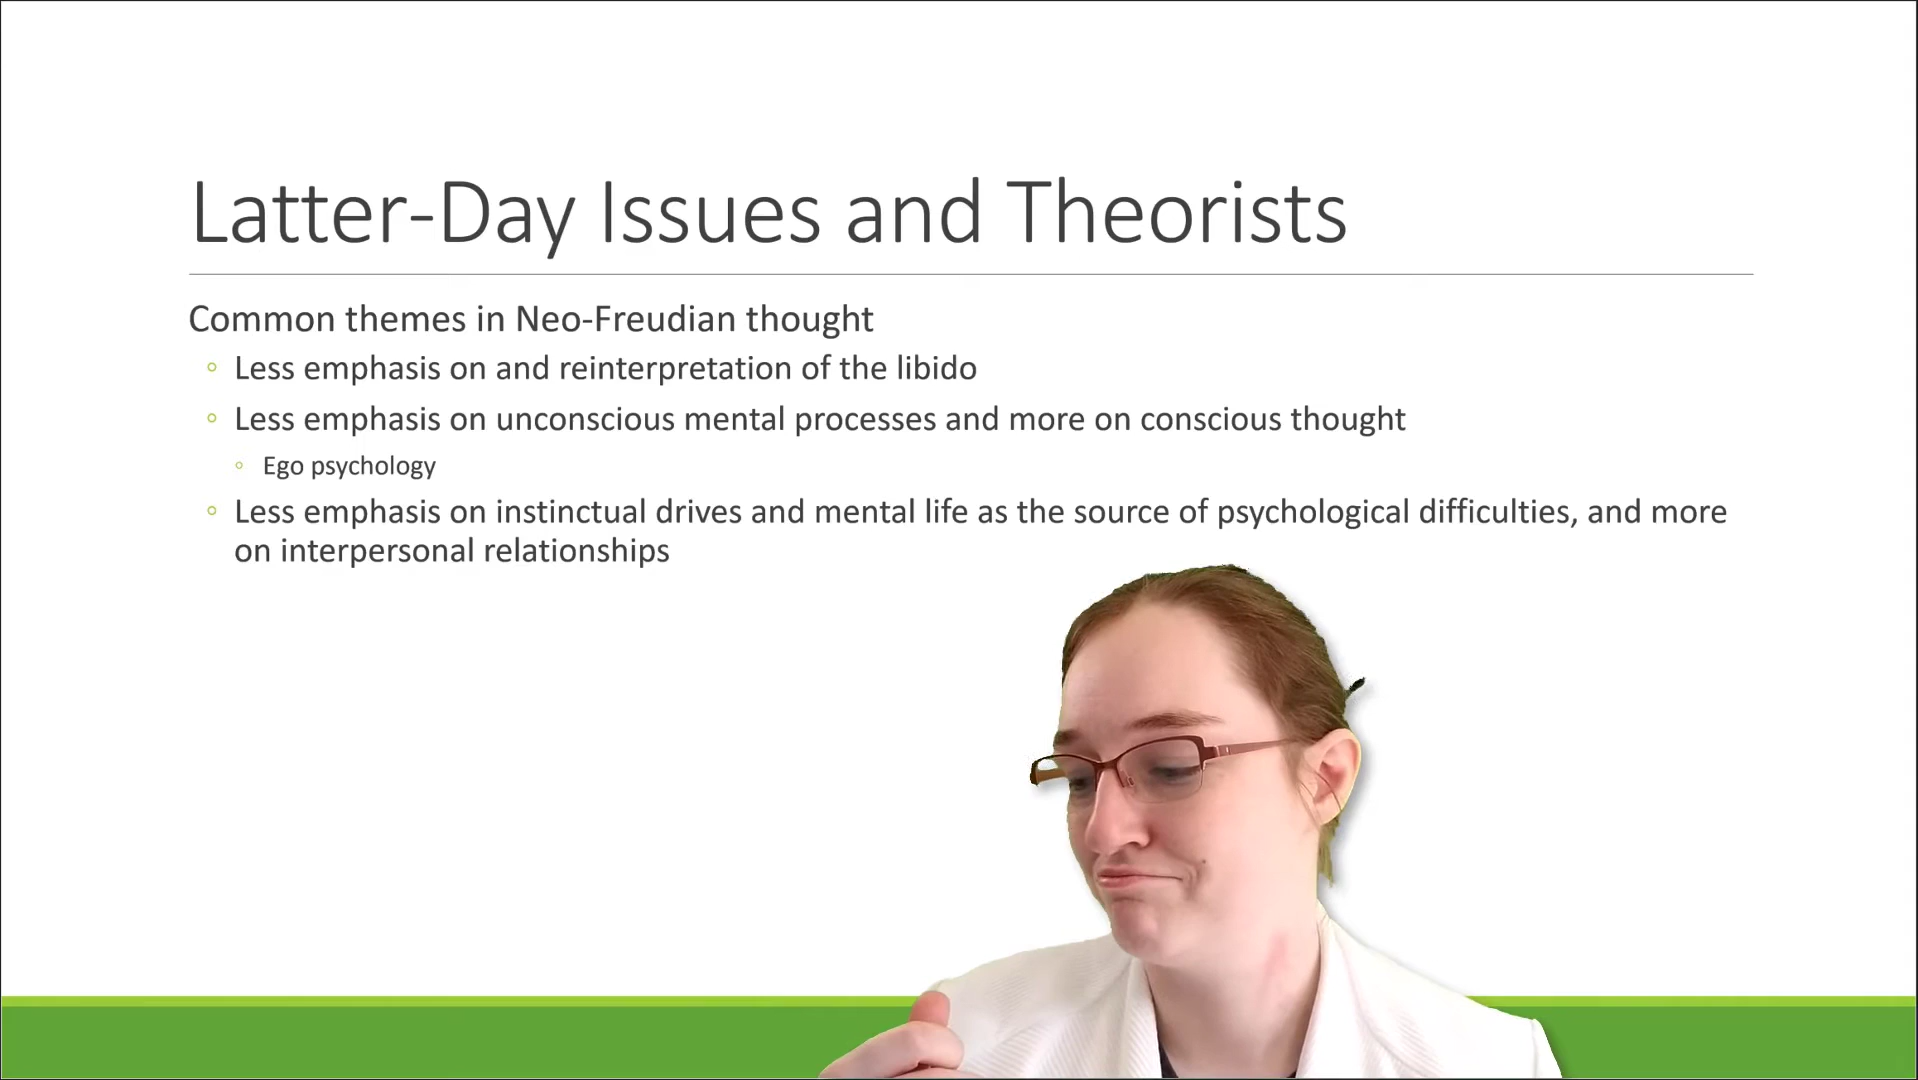 Latter-Day Issues and Theorists
Common themes in Neo-Freudian thought
Less emphasis on and reinterpretation of the libido
Less emphasis on unconscious mental processes and more on conscious thought
Ego psychology
Less emphasis on instinctual drives and mental life as the source of psychological difficulties, and more
on interpersonal relationships